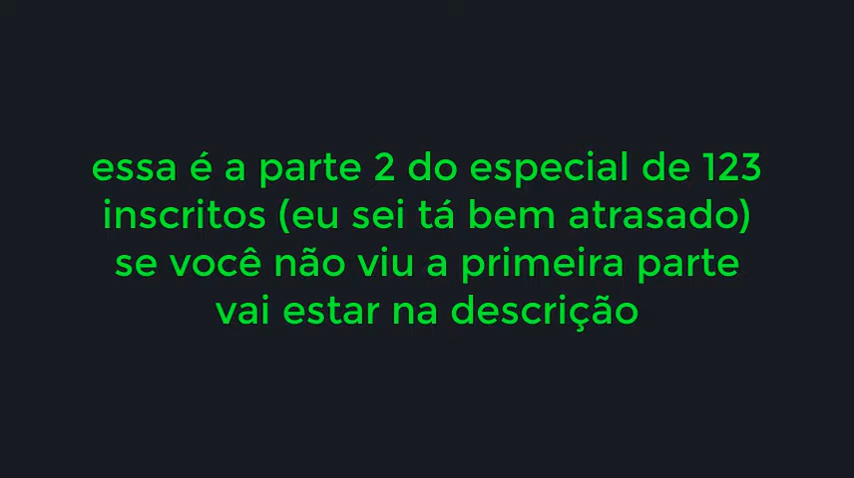 essa é a parte 2 do especial de 123
inscritos (eu sei tá bem atrasado)
se você não viu a primeira parte
vai estar na descrição